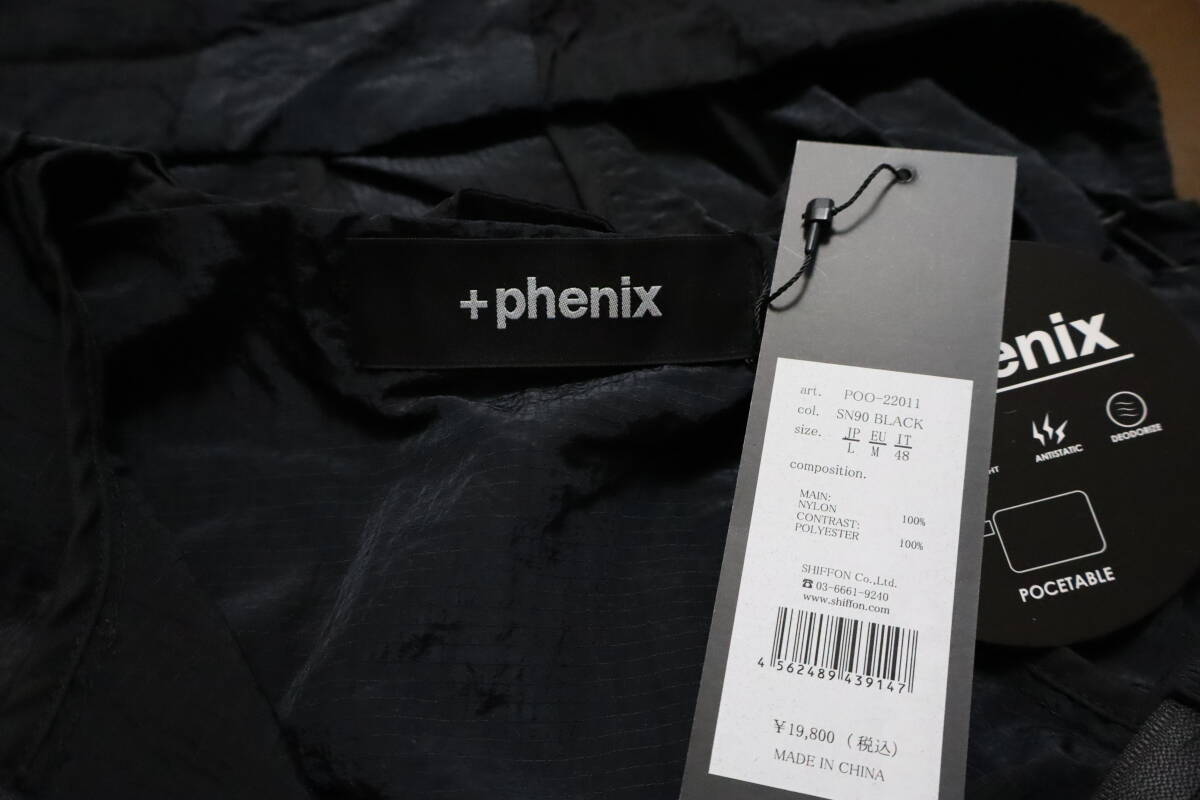 +phenix
art. POO-22011
col. SN90 BLACK
size. JP EU IT
L M 48
composition.
MAIN:
NYLON 100%
CONTRAST:
POLYESTER 100%
SHIFFON Co.,Ltd.
☎03-6661-9240
www.shiffon.com
4 562489 439147
¥19,800 (税込)
MADE IN CHINA
enix
HT ANTISTATIC DEODORIZE
POCETABLE